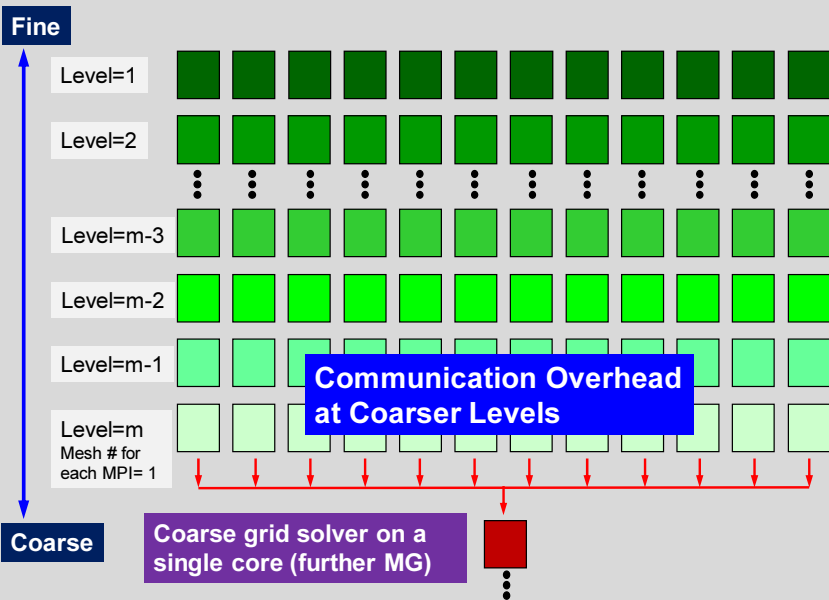 Fine
Level=1
Level=2
Level=m-3
Level=m-2
Level=m-1
Communication Overhead
at Coarser Levels
Level=m
Mesh # for
each MPI= 1
Coarse
Coarse grid solver on a
single core (further MG)